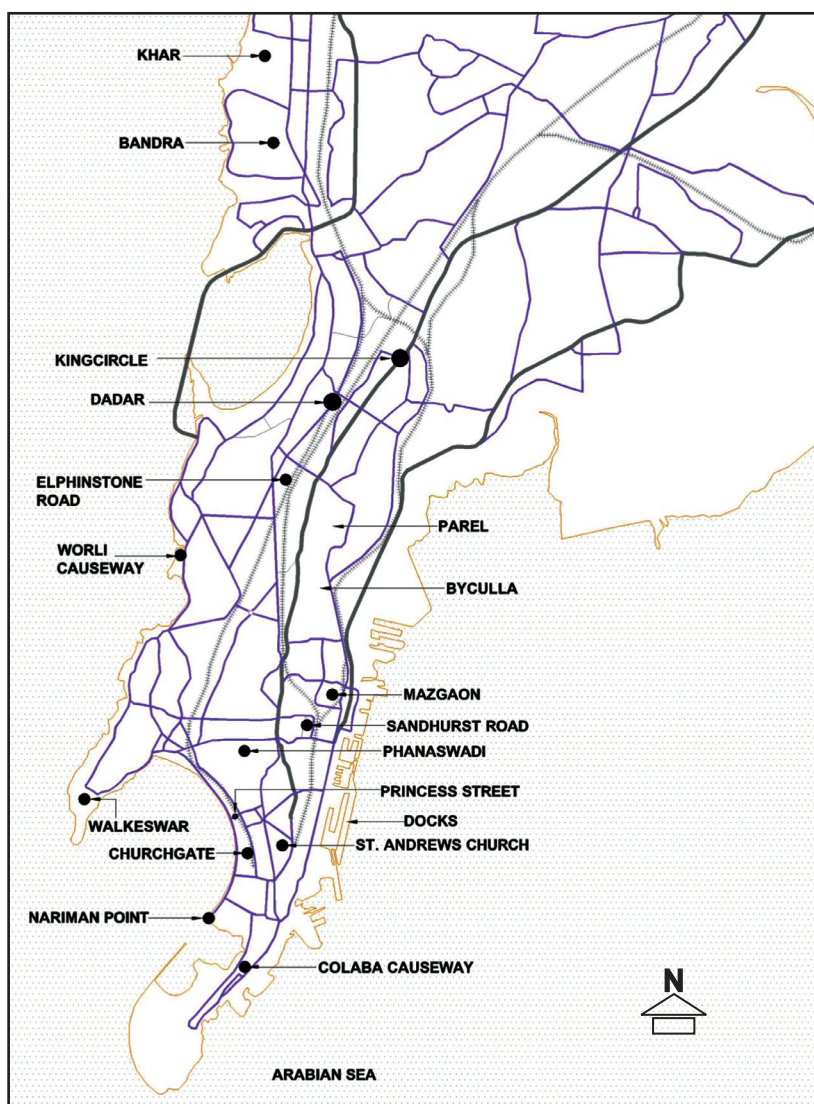 KHAR
BANDRA
KINGCIRCLE
DADAR
ELPHINSTONE
ROAD
PAREL
WORLI
CAUSEWAY
BYCULLA
MAZGAON
SANDHURST ROAD
PHANASWADI
PRINCESS STREET
WALKESWAR
DOCKS
CHURCHGATE
ST. ANDREWS CHURCH
NARIMAN POINT
COLABA CAUSEWAY
N
ARABIAN SEA